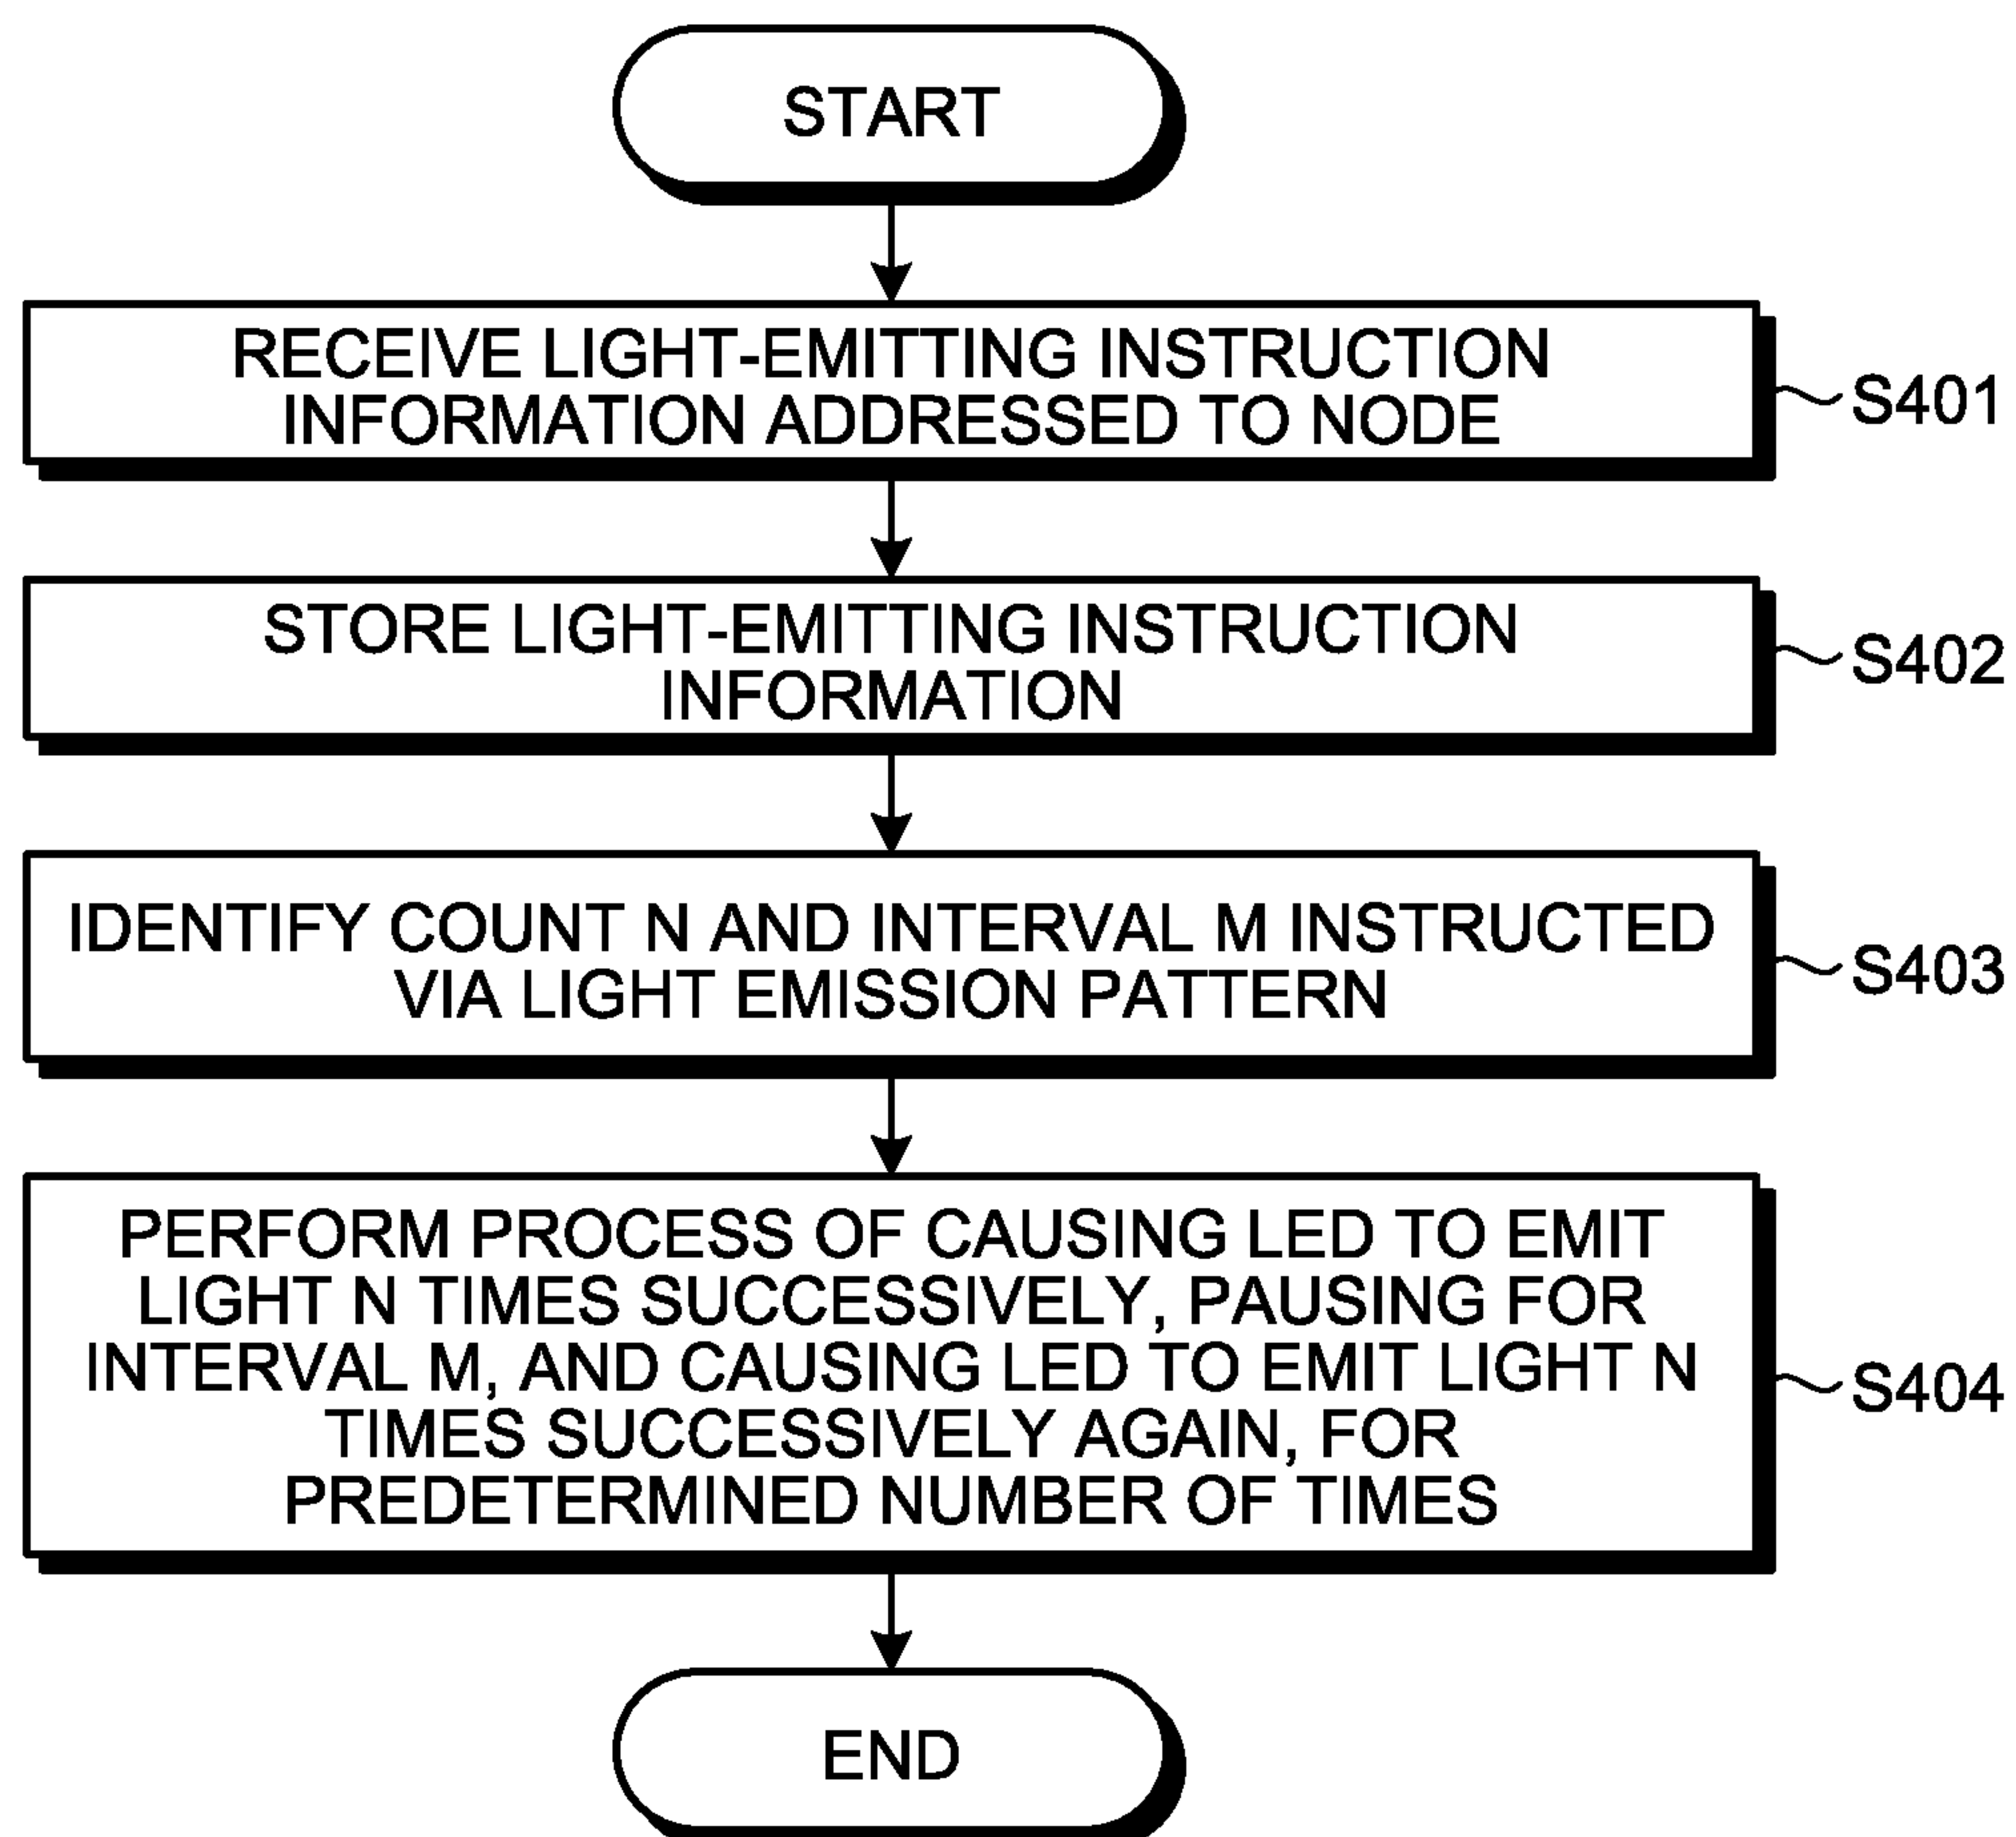 START
RECEIVE LIGHT-EMITTING INSTRUCTION
INFORMATION ADDRESSED TO NODE
S401
STORE LIGHT-EMITTING INSTRUCTION
INFORMATION
S402
IDENTIFY COUNT N AND INTERVAL M INSTRUCTED
VIA LIGHT EMISSION PATTERN
S403
PERFORM PROCESS OF CAUSING LED TO EMIT
LIGHT N TIMES SUCCESSIVELY, PAUSING FOR
INTERVAL M, AND CAUSING LED TO EMIT LIGHT N
TIMES SUCCESSIVELY AGAIN, FOR
PREDETERMINED NUMBER OF TIMES
S404
END